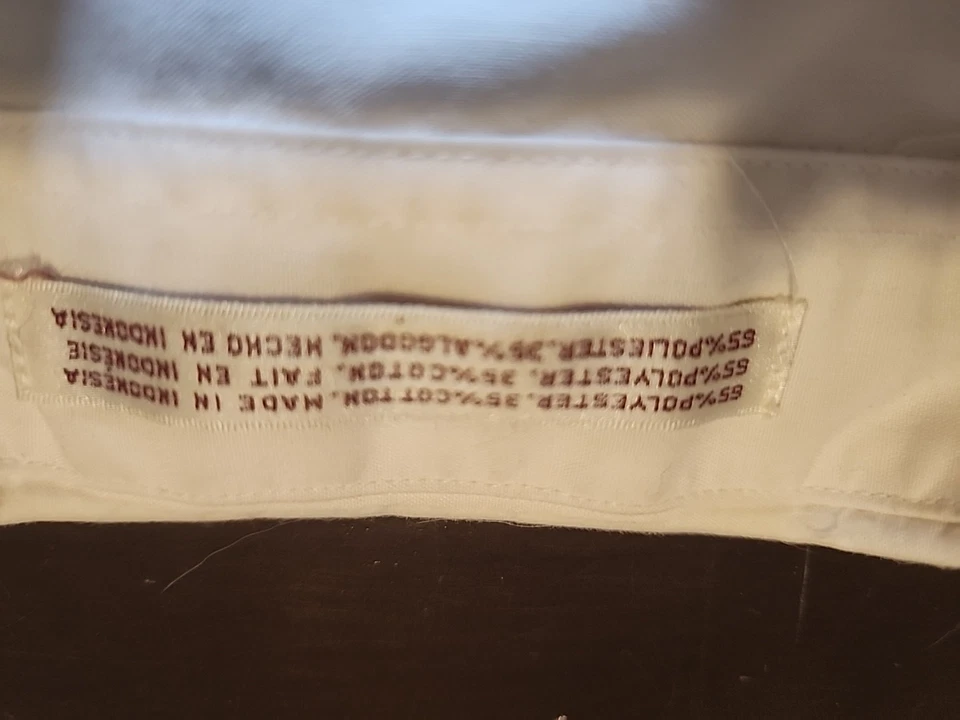 65%POLYESTER. 35%COTTON. MADE IN INDONESIA
65%POLYESTER. 35%COTON. FAIT EN INDONÉSIE
65%POLIESTER. 35%ALGODON. HECHO EN INDONESIA